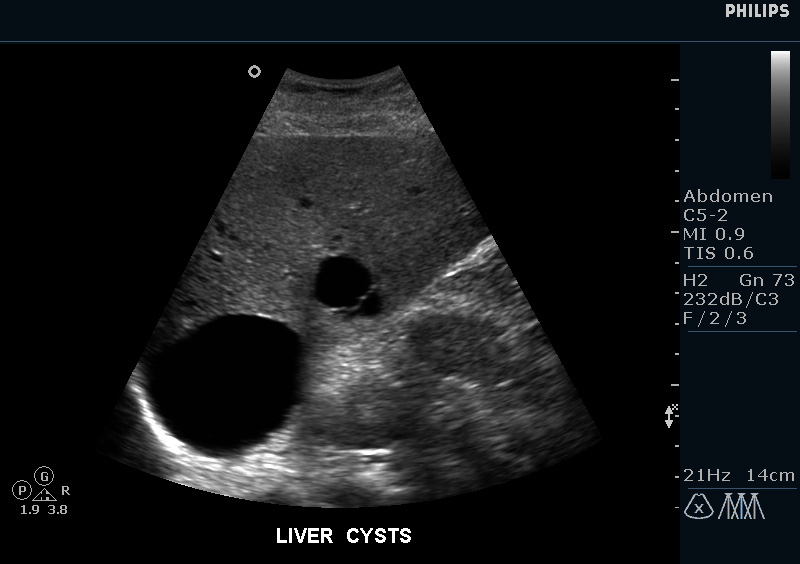 PHILIPS
Abdomen
C5-2
MI 0.9
TIS 0.6
H2 Gn 73
232dB/C3
F/2/3
21Hz 14cm
X
G
P R
1.9 3.8
LIVER CYSTS